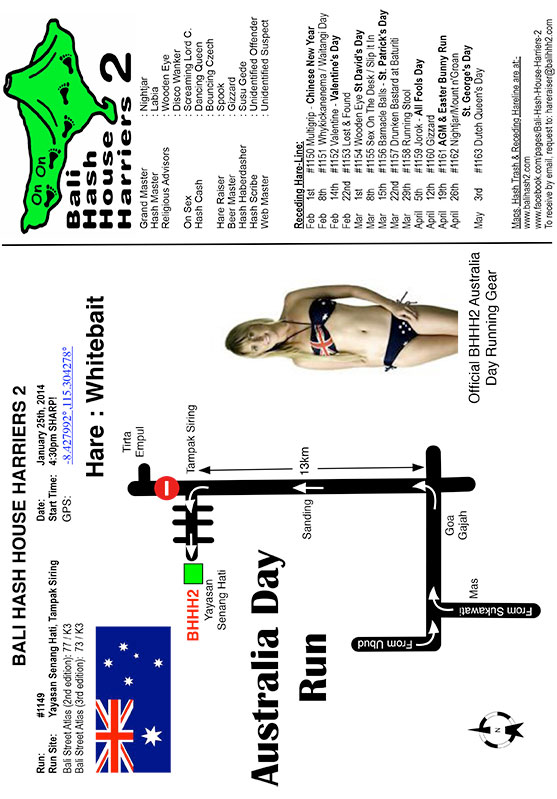 BALI HASH HOUSE HARRIERS 2
Run: #1149
Run Site: Yayasan Senang Hati, Tampak Siring
Bali Street Atlas (2nd edition): 77 / K3
Bali Street Atlas (3rd edition): 73 / K3
Date: January 25th, 2014
Start Time: 4:30pm SHARP!
GPS: -8.427992°,115.304278°
Hare : Whitebait
Tirta
Empul
Tampak Siring
BHHH2
Yayasan
Senang Hati
13km
Sanding
Goa
Gajah
Mas
From Sukawati
From Ubud
N
Australia Day
Run
Official BHHH2 Australia
Day Running Gear
On On
Bali
Hash
House
Harriers 2
Grand Master : Nightjar
Hash Master : Labia
Religious Advisors : Wooden Eye
: Disco Wanker
On Sex : Screaming Lord C.
Hash Cash : Dancing Queen
: Bouncing Czech
Hare Raiser : Spook
Beer Master : Gizzard
Hash Haberdasher : Susu Gede
Hash Scribe : Unidentified Offender
Web Master : Unidentified Suspect
Receding Hare-Line:
Feb 1st #1150 Multigrip - Chinese New Year
Feb 8th #1151 Whykickanenema / Waitangi Day
Feb 14th #1152 Valentine - Valentine's Day
Feb 22nd #1153 Lost & Found
Mar 1st #1154 Wooden Eye St David's Day
Mar 8th #1155 Sex On The Desk / Slip It In
Mar 15th #1156 Barnacle Balls - St. Patrick's Day
Mar 22nd #1157 Drunken Bastard at Baturiti
Mar 29th #1158 Running Stool
April 5th #1159 Jorok - All Fools Day
April 12th #1160 Gizzard
April 19th #1161 AGM & Easter Bunny Run
April 26th #1162 Nightjar/Mount n'Groan
St. George's Day
May 3rd #1163 Dutch Queen's Day
Maps, Hash Trash & Receding Hareline are at:-
www.balihash2.com
www.facebook.com/pages/Bali-Hash-House-Harriers-2
To receive by email, request to: hareraiser@balihhh2.com